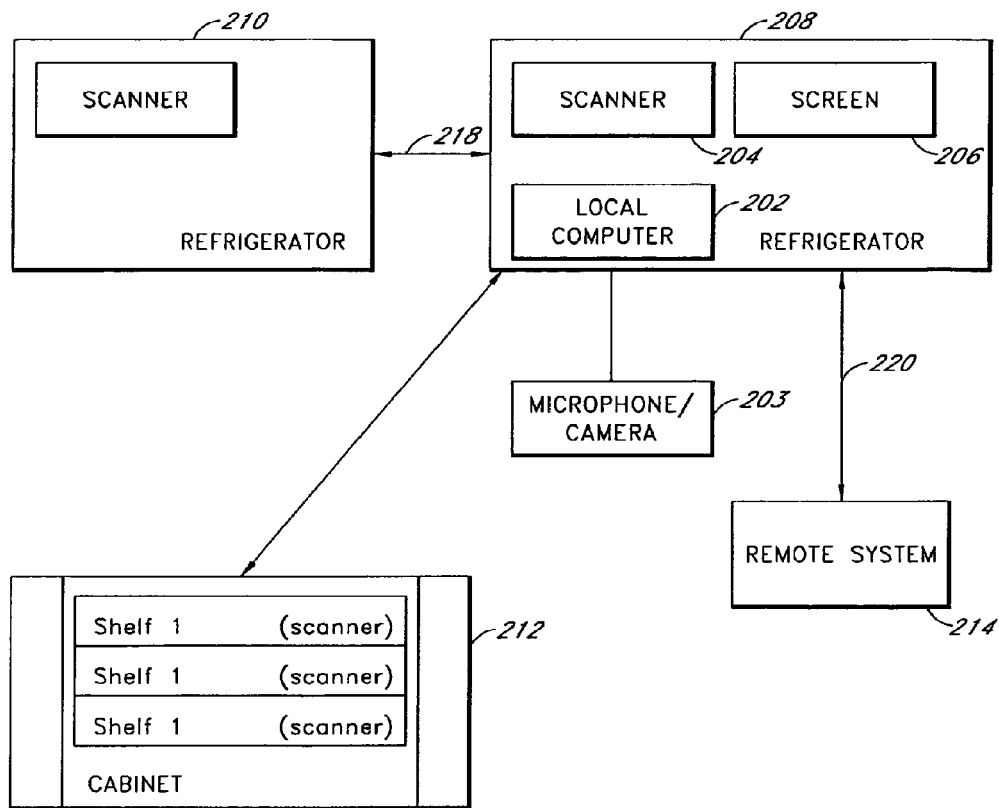 210
SCANNER
REFRIGERATOR
218
208
SCANNER
204
SCREEN
206
LOCAL
COMPUTER
202
REFRIGERATOR
MICROPHONE/
CAMERA
203
220
REMOTE SYSTEM
214
Shelf 1 (scanner)
Shelf 1 (scanner)
Shelf 1 (scanner)
CABINET
212